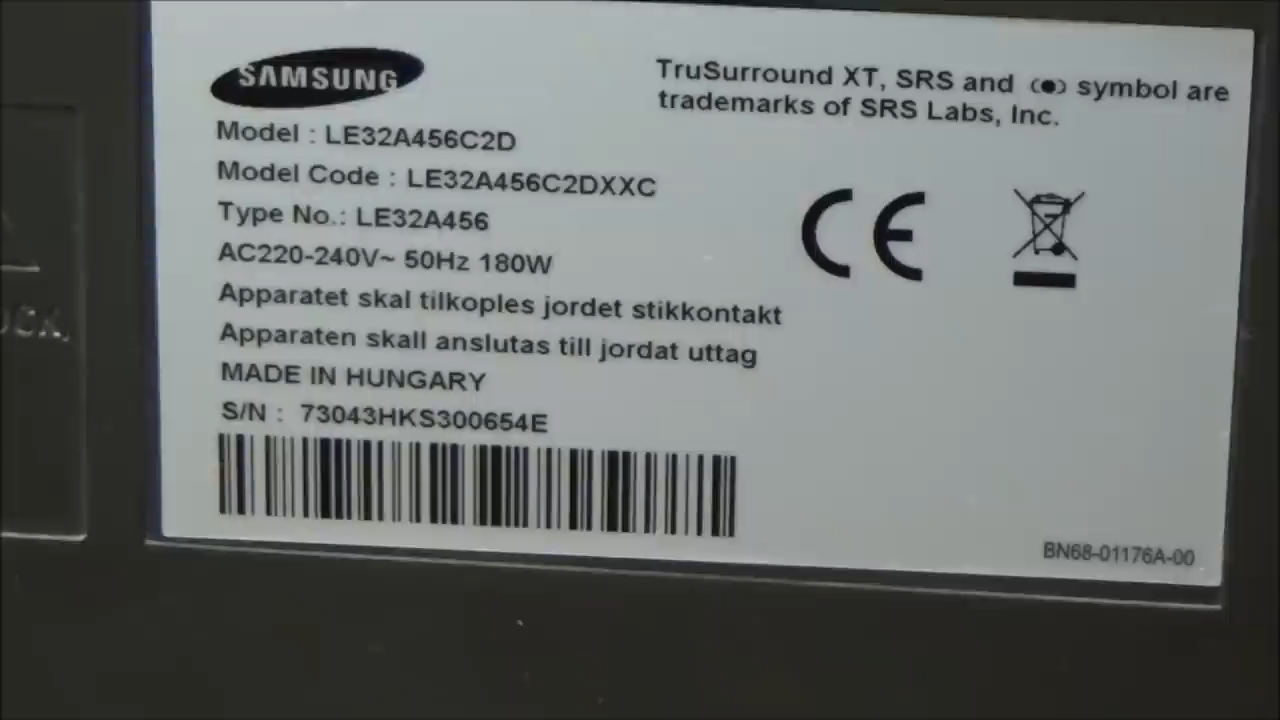 SAMSUNG
TruSurround XT, SRS and (●) symbol are
trademarks of SRS Labs, Inc.
Model : LE32A456C2D
Model Code : LE32A456C2DXXC
Type No.: LE32A456
AC220-240V~ 50Hz 180W
Apparatet skal tilkoples jordet stikkontakt
Apparaten skall anslutas till jordat uttag
MADE IN HUNGARY
S/N : 73043HKS300654E
CE
BN68-01176A-00